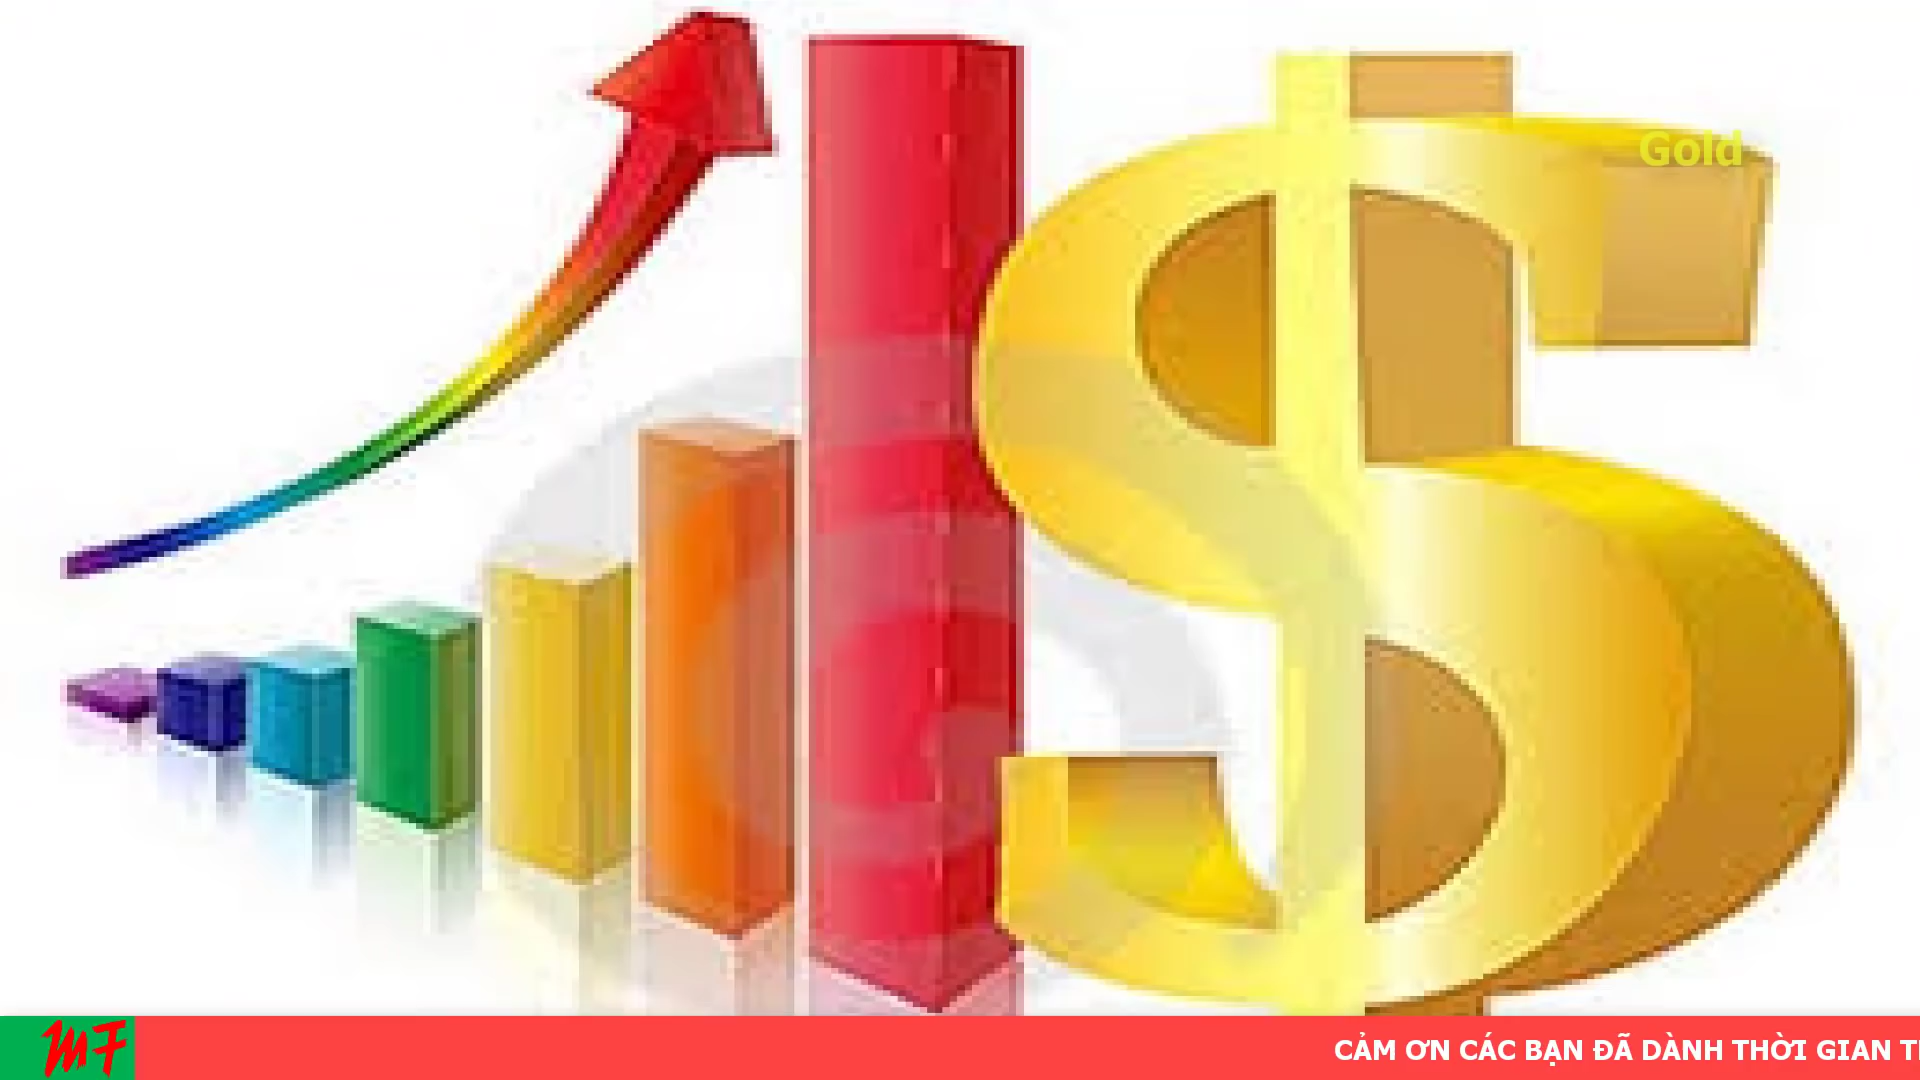 Gold
MF
CẢM ƠN CÁC BẠN ĐÃ DÀNH THỜI GIAN